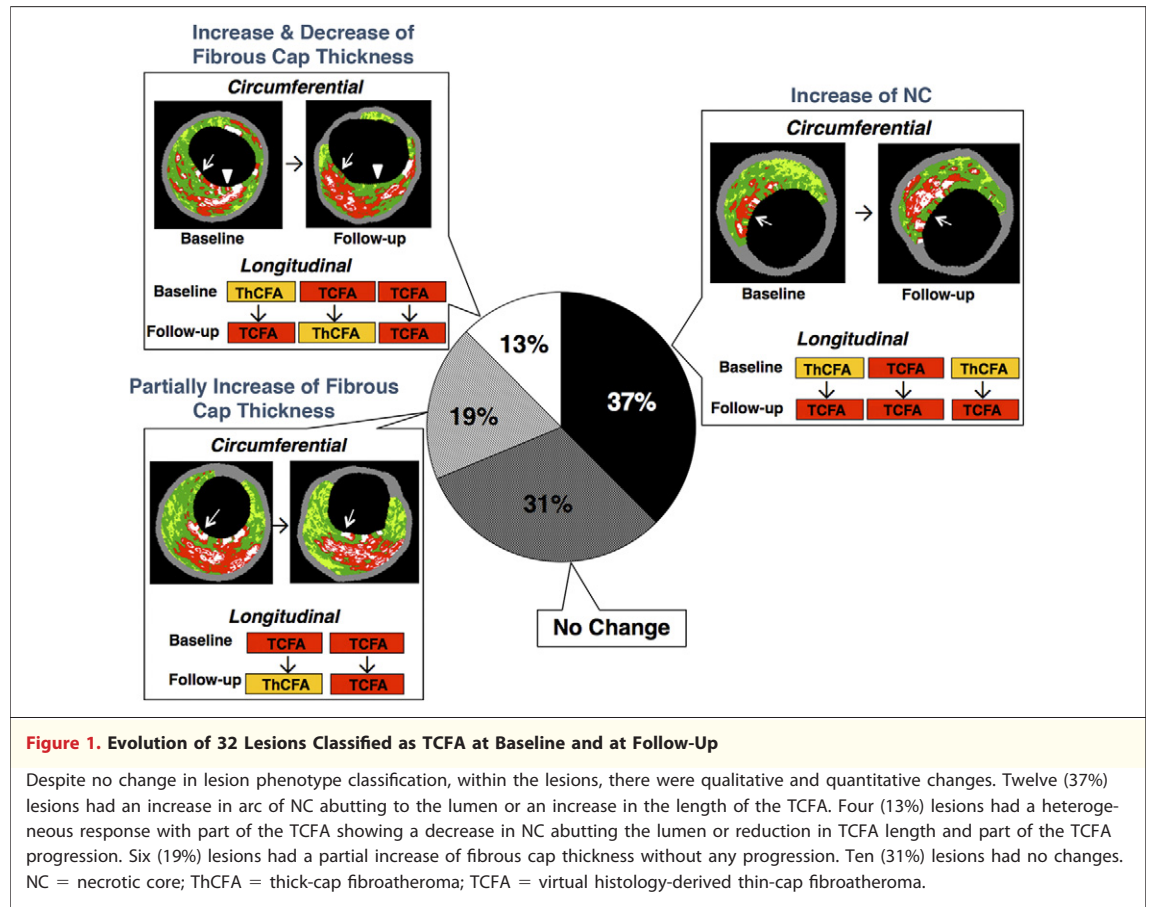 Increase & Decrease of
Fibrous Cap Thickness
Circumferential
Baseline Follow-up
Longitudinal
Baseline ThCFA TCFA TCFA
Follow-up TCFA ThCFA TCFA
Increase of NC
Circumferential
Baseline Follow-up
Longitudinal
Baseline ThCFA TCFA ThCFA
Follow-up TCFA TCFA TCFA
13%
37%
19%
31%
Partially Increase of Fibrous
Cap Thickness
Circumferential
Longitudinal
Baseline TCFA TCFA
Follow-up ThCFA TCFA
No Change
Figure 1. Evolution of 32 Lesions Classified as TCFA at Baseline and at Follow-Up
Despite no change in lesion phenotype classification, within the lesions, there were qualitative and quantitative changes. Twelve (37%)
lesions had an increase in arc of NC abutting to the lumen or an increase in the length of the TCFA. Four (13%) lesions had a heteroge-
neous response with part of the TCFA showing a decrease in NC abutting the lumen or reduction in TCFA length and part of the TCFA
progression. Six (19%) lesions had a partial increase of fibrous cap thickness without any progression. Ten (31%) lesions had no changes.
NC = necrotic core; ThCFA = thick-cap fibroatheroma; TCFA = virtual histology-derived thin-cap fibroatheroma.